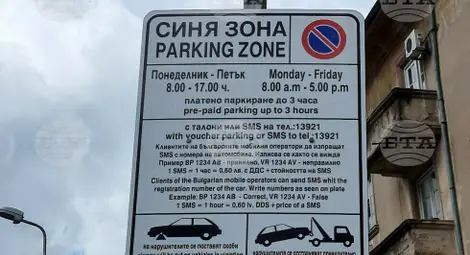 СИНЯ ЗОНА
PARKING ZONE
Понеделник - Петък Monday - Friday
8.00 - 17.00 ч. 8.00 a.m - 5.00 p.m
платено паркиране до 3 часа
pre-paid parking up to 3 hours
с талони или SMS на тел.:13921
with voucher parking or SMS to tel:13921
Клиентите на българските мобилни оператори да изпращат
SMS с номера на автомобила. Изписва се както се вижда
Пример ВР 1234 АВ - правилно, VR 1234 AV - неправилно
1 SMS = 1 час = 0,60 лв. с ДДС + стойността на SMS
Clients of the Bulgarian mobile operators can send SMS whit the
registration number of the car. Write numbers as seen on plate
Example: BP 1234 AB - Correct, VR 1234 AV - False
1 SMS = 1 hour = 0,60 lv. DDS + price of a SMS
на нарушителите се поставят скоби
БТА
BTA